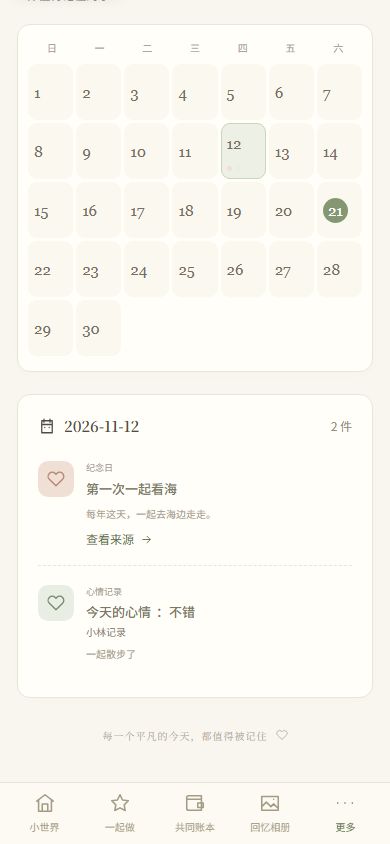 日 一 二 三 四 五 六
1 2 3 4 5 6 7
8 9 10 11 12 13 14
15 16 17 18 19 20 21
22 23 24 25 26 27 28
29 30
2026-11-12 2 件
纪念日
第一次一起看海
每年这天，一起去海边走走。
查看来源 →
心情记录
今天的心情 ：不错
小林记录
一起散步了
每一个平凡的今天，都值得被记住
小世界 一起做 共同账本 回忆相册 更多